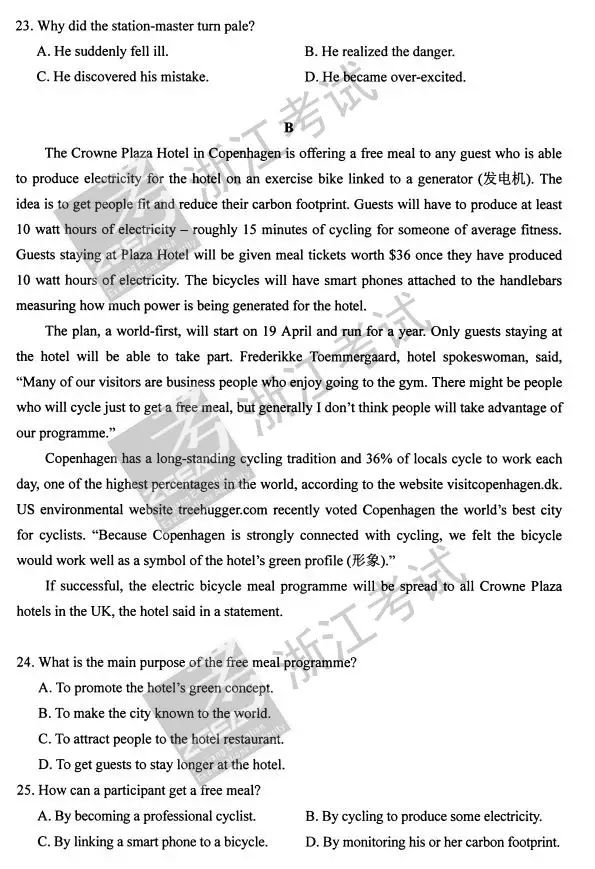 23. Why did the station-master turn pale?
A. He suddenly fell ill. B. He realized the danger.
C. He discovered his mistake. D. He became over-excited.
B
The Crowne Plaza Hotel in Copenhagen is offering a free meal to any guest who is able
to produce electricity for the hotel on an exercise bike linked to a generator (发电机). The
idea is to get people fit and reduce their carbon footprint. Guests will have to produce at least
10 watt hours of electricity – roughly 15 minutes of cycling for someone of average fitness.
Guests staying at Plaza Hotel will be given meal tickets worth $36 once they have produced
10 watt hours of electricity. The bicycles will have smart phones attached to the handlebars
measuring how much power is being generated for the hotel.
The plan, a world-first, will start on 19 April and run for a year. Only guests staying at
the hotel will be able to take part. Frederikke Toemmergaard, hotel spokeswoman, said,
“Many of our visitors are business people who enjoy going to the gym. There might be people
who will cycle just to get a free meal, but generally I don’t think people will take advantage of
our programme.”
Copenhagen has a long-standing cycling tradition and 36% of locals cycle to work each
day, one of the highest percentages in the world, according to the website visitcopenhagen.dk.
US environmental website treehugger.com recently voted Copenhagen the world’s best city
for cyclists. “Because Copenhagen is strongly connected with cycling, we felt the bicycle
would work well as a symbol of the hotel’s green profile (形象).”
If successful, the electric bicycle meal programme will be spread to all Crowne Plaza
hotels in the UK, the hotel said in a statement.
24. What is the main purpose of the free meal programme?
A. To promote the hotel’s green concept.
B. To make the city known to the world.
C. To attract people to the hotel restaurant.
D. To get guests to stay longer at the hotel.
25. How can a participant get a free meal?
A. By becoming a professional cyclist. B. By cycling to produce some electricity.
C. By linking a smart phone to a bicycle. D. By monitoring his or her carbon footprint.
浙江考试
浙江考试
浙江考试